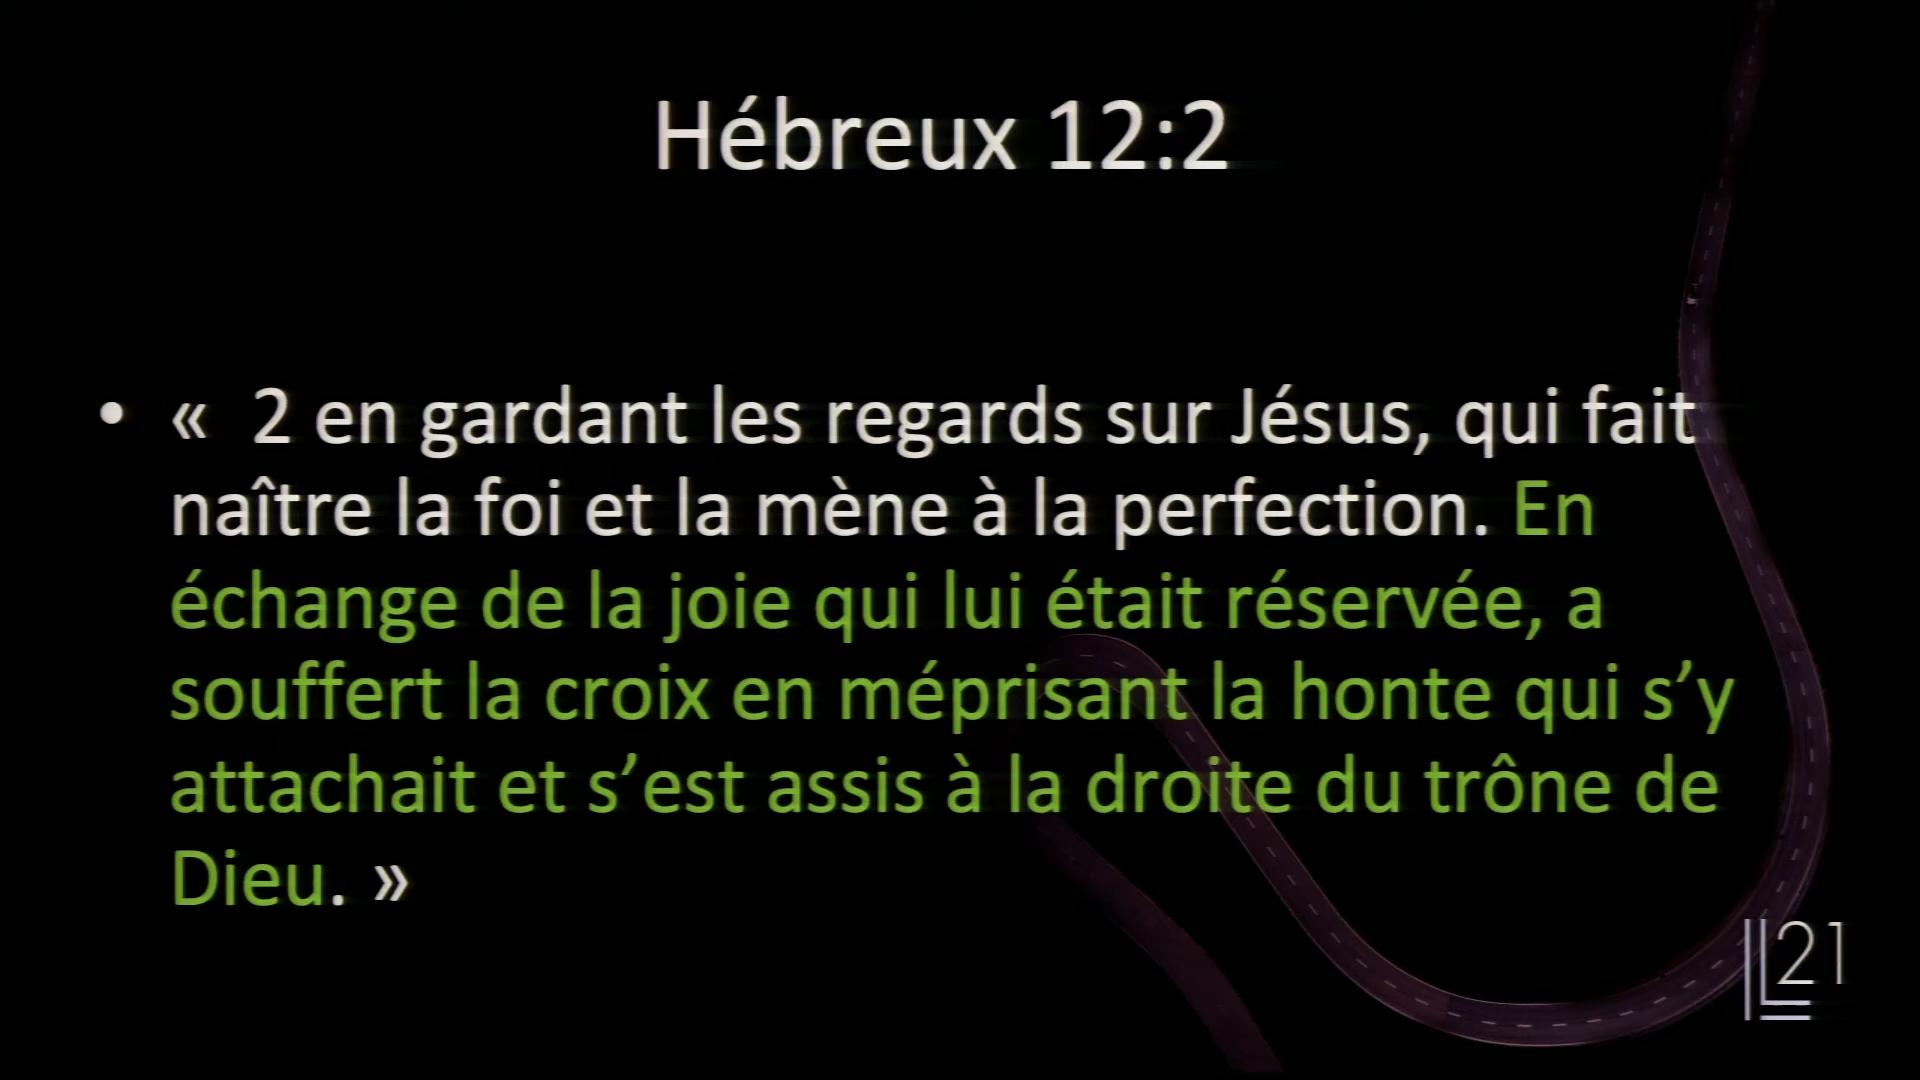 Hébreux 12:2
• «  2 en gardant les regards sur Jésus, qui fait
naître la foi et la mène à la perfection. En
échange de la joie qui lui était réservée, a
souffert la croix en méprisant la honte qui s’y
attachait et s’est assis à la droite du trône de
Dieu. »
L21